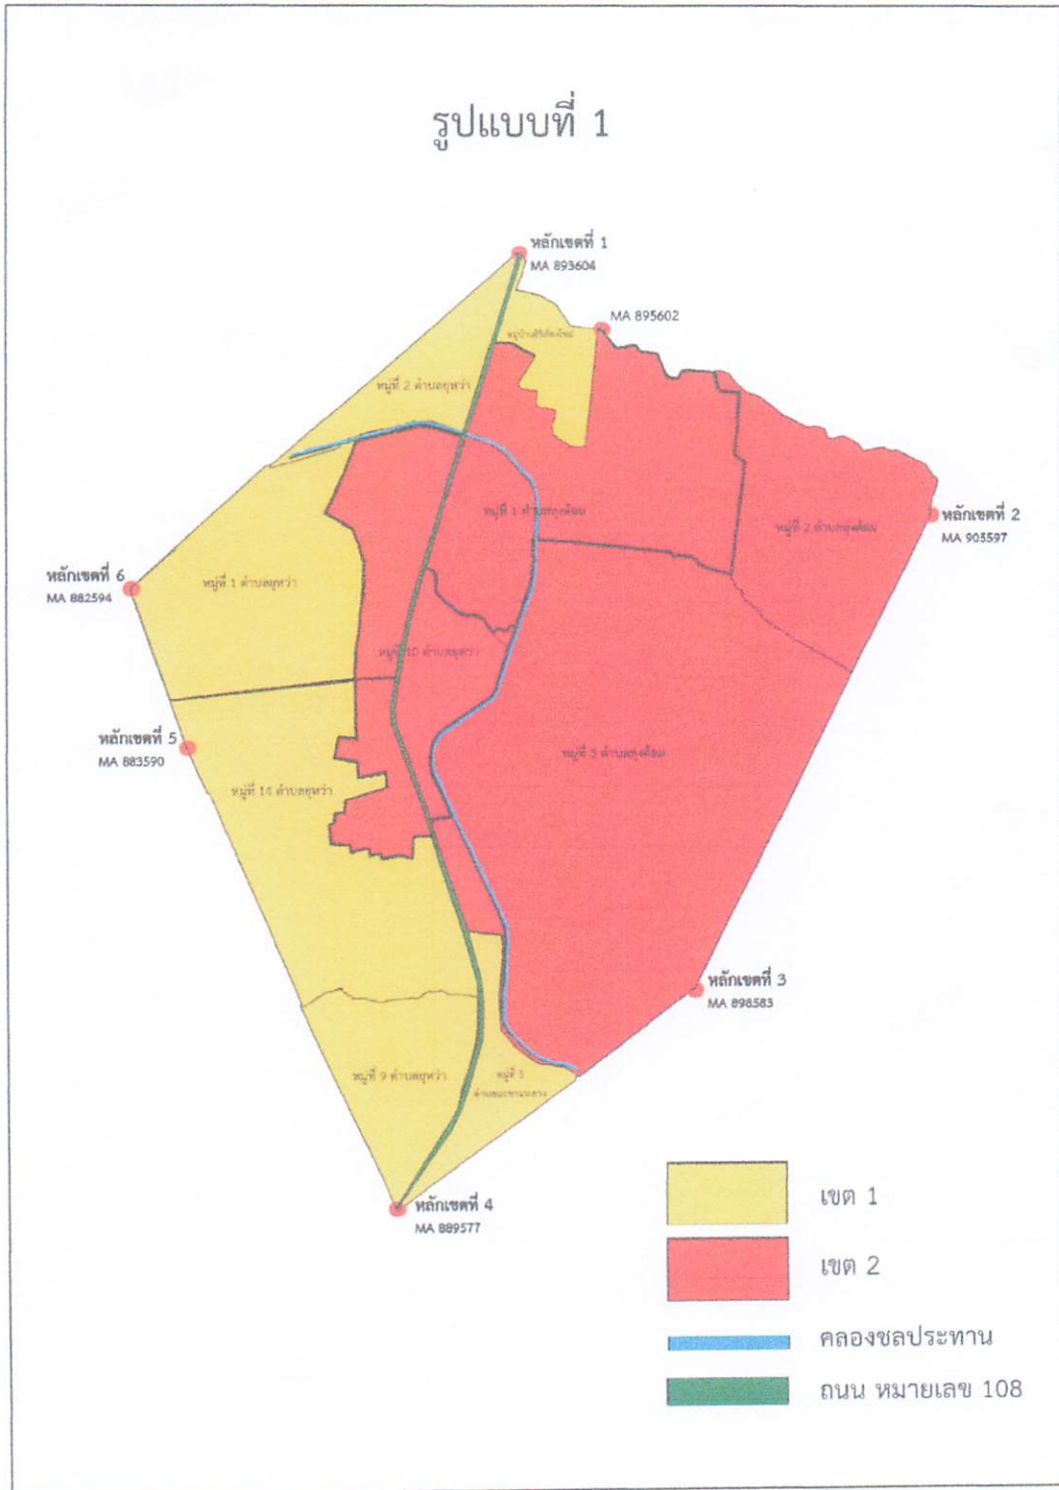 รูปแบบที่ 1
หลักเขตที่ 1
MA 893604
MA 895602
หมู่ที่ 2 ตำบลยุหว่า
หมู่ที่ 1 ตำบลทุ่งต้อม
หลักเขตที่ 2
MA 903597
หมู่ที่ 2 ตำบลทุ่งต้อม
หลักเขตที่ 6
MA 882594
หมู่ที่ 1 ตำบลยุหว่า
หมู่ที่ 10 ตำบลยุหว่า
หลักเขตที่ 5
MA 883590
หมู่ที่ 5 ตำบลทุ่งต้อม
หมู่ที่ 14 ตำบลยุหว่า
หลักเขตที่ 3
MA 898583
หมู่ที่ 9 ตำบลยุหว่า
หมู่ที่ 3
หลักเขตที่ 4
MA 889577
เขต 1
เขต 2
คลองชลประทาน
ถนน หมายเลข 108